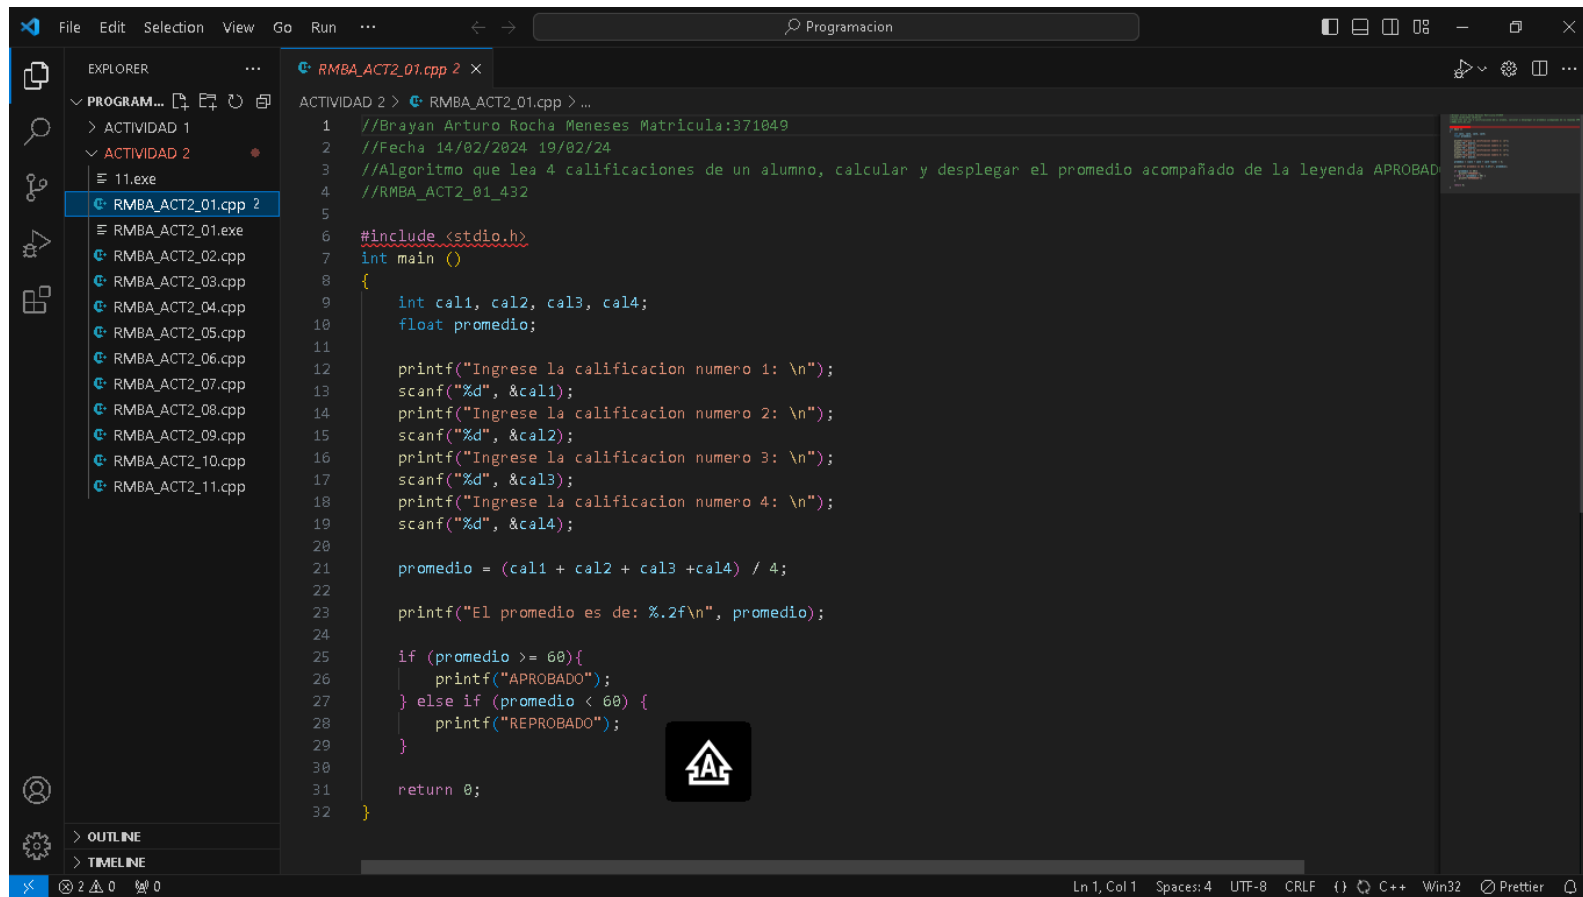 File Edit Selection View Go Run ··· Programacion
EXPLORER ···
PROGRAM...
ACTIVIDAD 1
ACTIVIDAD 2
11.exe
RMBA_ACT2_01.cpp 2
RMBA_ACT2_01.exe
RMBA_ACT2_02.cpp
RMBA_ACT2_03.cpp
RMBA_ACT2_04.cpp
RMBA_ACT2_05.cpp
RMBA_ACT2_06.cpp
RMBA_ACT2_07.cpp
RMBA_ACT2_08.cpp
RMBA_ACT2_09.cpp
RMBA_ACT2_10.cpp
RMBA_ACT2_11.cpp
OUTLINE
TIMELINE
RMBA_ACT2_01.cpp 2
ACTIVIDAD 2 > RMBA_ACT2_01.cpp > ...
1 //Brayan Arturo Rocha Meneses Matricula:371049
2 //Fecha 14/02/2024 19/02/24
3 //Algoritmo que lea 4 calificaciones de un alumno, calcular y desplegar el promedio acompañado de la leyenda APROBAD
4 //RMBA_ACT2_01_432
5
6 #include <stdio.h>
7 int main ()
8 {
9 int cal1, cal2, cal3, cal4;
10 float promedio;
11
12 printf("Ingrese la calificacion numero 1: \n");
13 scanf("%d", &cal1);
14 printf("Ingrese la calificacion numero 2: \n");
15 scanf("%d", &cal2);
16 printf("Ingrese la calificacion numero 3: \n");
17 scanf("%d", &cal3);
18 printf("Ingrese la calificacion numero 4: \n");
19 scanf("%d", &cal4);
20
21 promedio = (cal1 + cal2 + cal3 +cal4) / 4;
22
23 printf("El promedio es de: %.2f\n", promedio);
24
25 if (promedio >= 60){
26 printf("APROBADO");
27 } else if (promedio < 60) {
28 printf("REPROBADO");
29 }
30
31 return 0;
32 }
A
2 0 0 Ln 1, Col 1 Spaces: 4 UTF-8 CRLF {} C++ Win32 Prettier